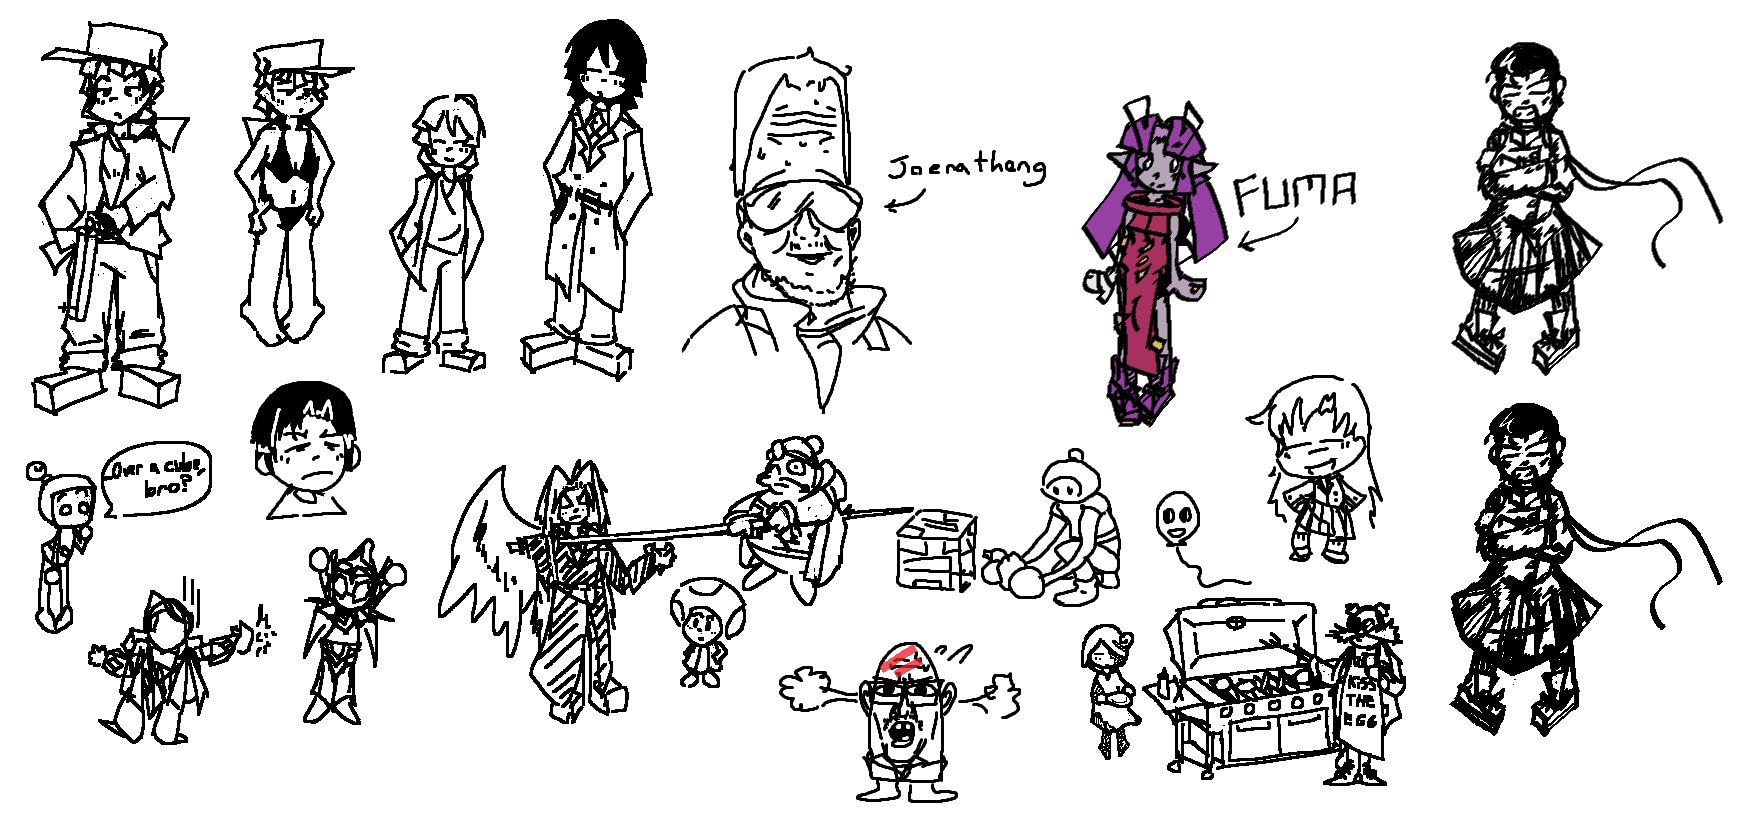 Joenathang
FUMA
Over a cube,
bro?
KISS
THE
EGG